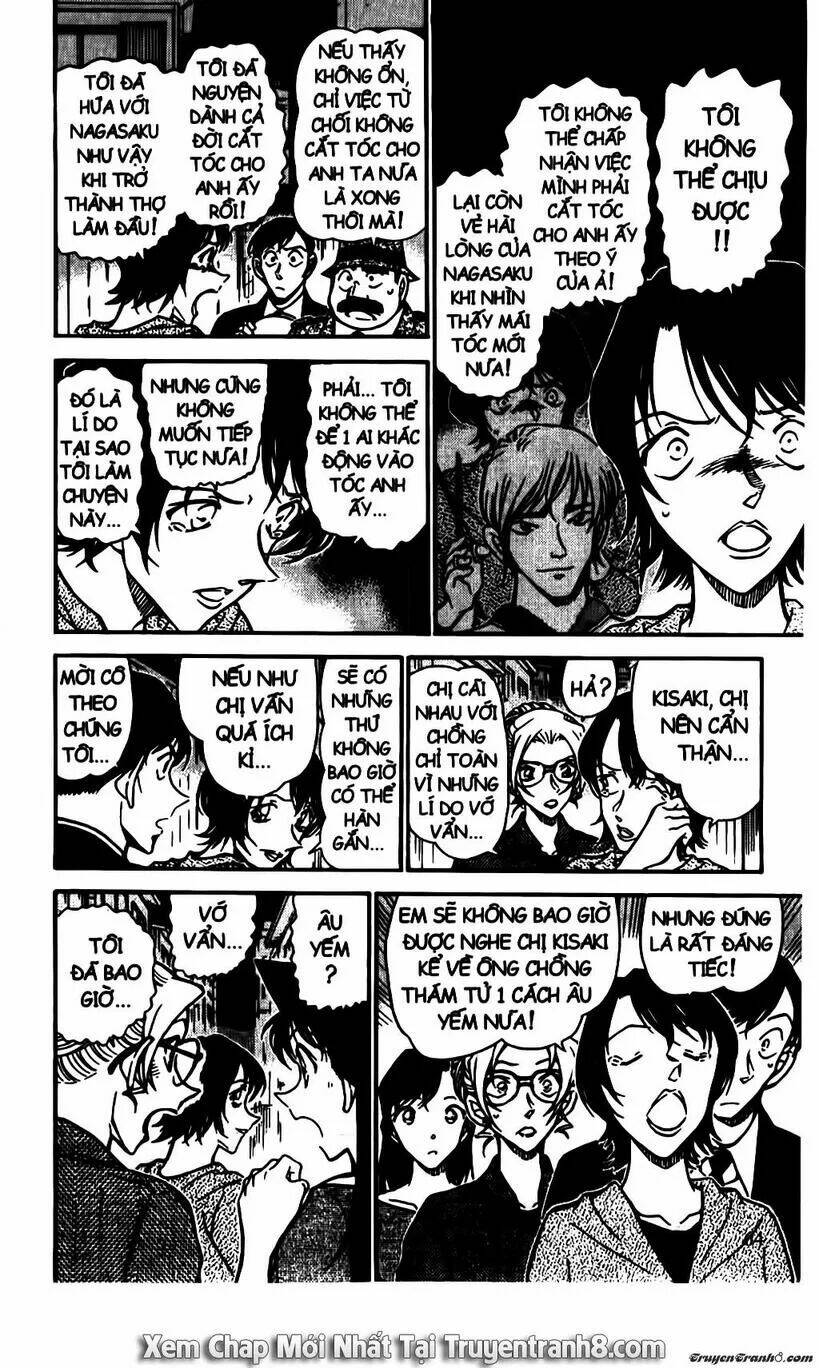 TÔI
KHÔNG
THỂ CHỊU
ĐƯỢC
!!
TÔI KHÔNG
THỂ CHẤP
NHẬN VIỆC
MÌNH PHẢI
CẮT TÓC
CHO ANH ẤY
THEO Ý
CỦA Ả!
LẠI CÒN
VẺ HÀI
LÒNG CỦA
NAGASAKU
KHI NHÌN
THẤY MÁI
TÓC MỚI
NƯA!
NẾU THẤY
KHÔNG ỔN,
CHỈ VIỆC TỪ
CHỐI KHÔNG
CẮT TÓC CHO
ANH TA NƯA
LÀ XONG
THÔI MÀ!
TÔI ĐÃ
NGUYỆN
DÀNH CẢ
ĐỜI CẮT
TÓC CHO
ANH ẤY
RỒI!
TÔI ĐÃ
HỨA VỚI
NAGASAKU
NHƯ VẬY
KHI TRỞ
THÀNH THỢ
LÀM ĐẦU!
PHẢI... TÔI
KHÔNG THỂ
ĐỂ 1 AI KHÁC
ĐỘNG VÀO
TÓC ANH
ẤY...
NHƯNG CŨNG
KHÔNG
MUỐN TIẾP
TỤC NƯA!
ĐÓ LÀ
LÍ DO
TẠI SAO
TÔI LÀM
CHUYỆN
NÀY...
KISAKI, CHỊ
NÊN CẨN
THẬN...
HẢ?
CHỊ CÃI
NHAU VỚI
CHỒNG
CHỈ TOÀN
VÌ NHƯNG
LÍ DO VỚ
VẨN...
SẼ CÓ
NHƯNG
THỨ
KHÔNG
BAO GIỜ
CÓ THỂ
HÀN
GẮN...
NẾU NHƯ
CHỊ VẪN
QUÁ ÍCH
KỈ...
MỜI CÔ
THEO
CHÚNG
TÔI...
NHƯNG ĐÚNG
LÀ RẤT ĐÁNG
TIẾC!
EM SẼ KHÔNG BAO GIỜ
ĐƯỢC NGHE CHỊ KISAKI
KỂ VỀ ÔNG CHỒNG
THÁM TỬ 1 CÁCH ÂU
YẾM NƯA!
ÂU
YẾM
?
VỚ
VẨN...
TÔI
ĐÃ BAO
GIỜ...
Xem Chap Mới Nhất Tại Truyentranh8.com
TruyenTranh8.com